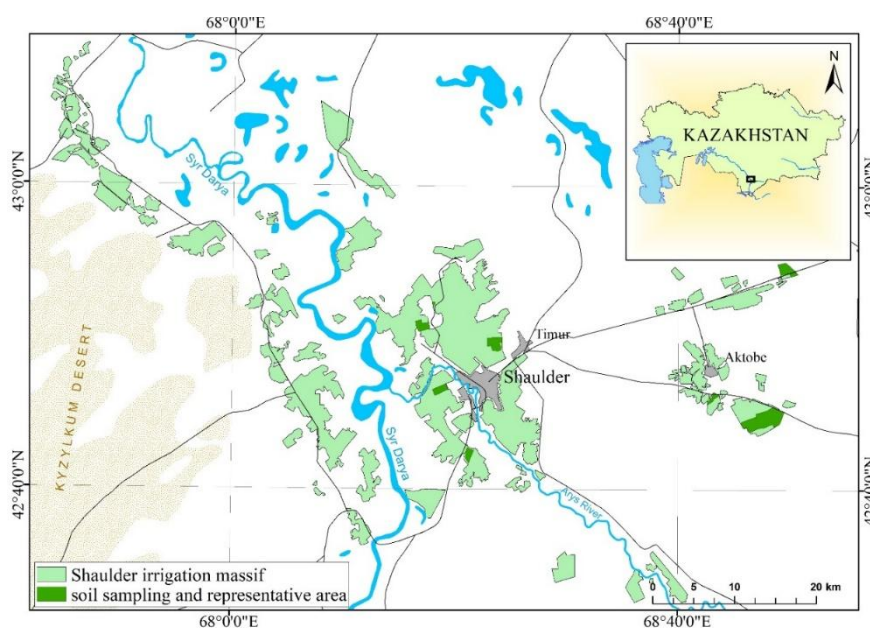 68°0'0"E
68°40'0"E
N
KAZAKHSTAN
43°0'0"N
43°0'0"N
Syr Darya
KYZYLKUM DESERT
Timur
Aktobe
Shaulder
Syr Darya
42°40'0"N
42°40'0"N
Arys River
Shaulder irrigation massif
soil sampling and representative area
0 5 10 20 km
68°0'0"E
68°40'0"E